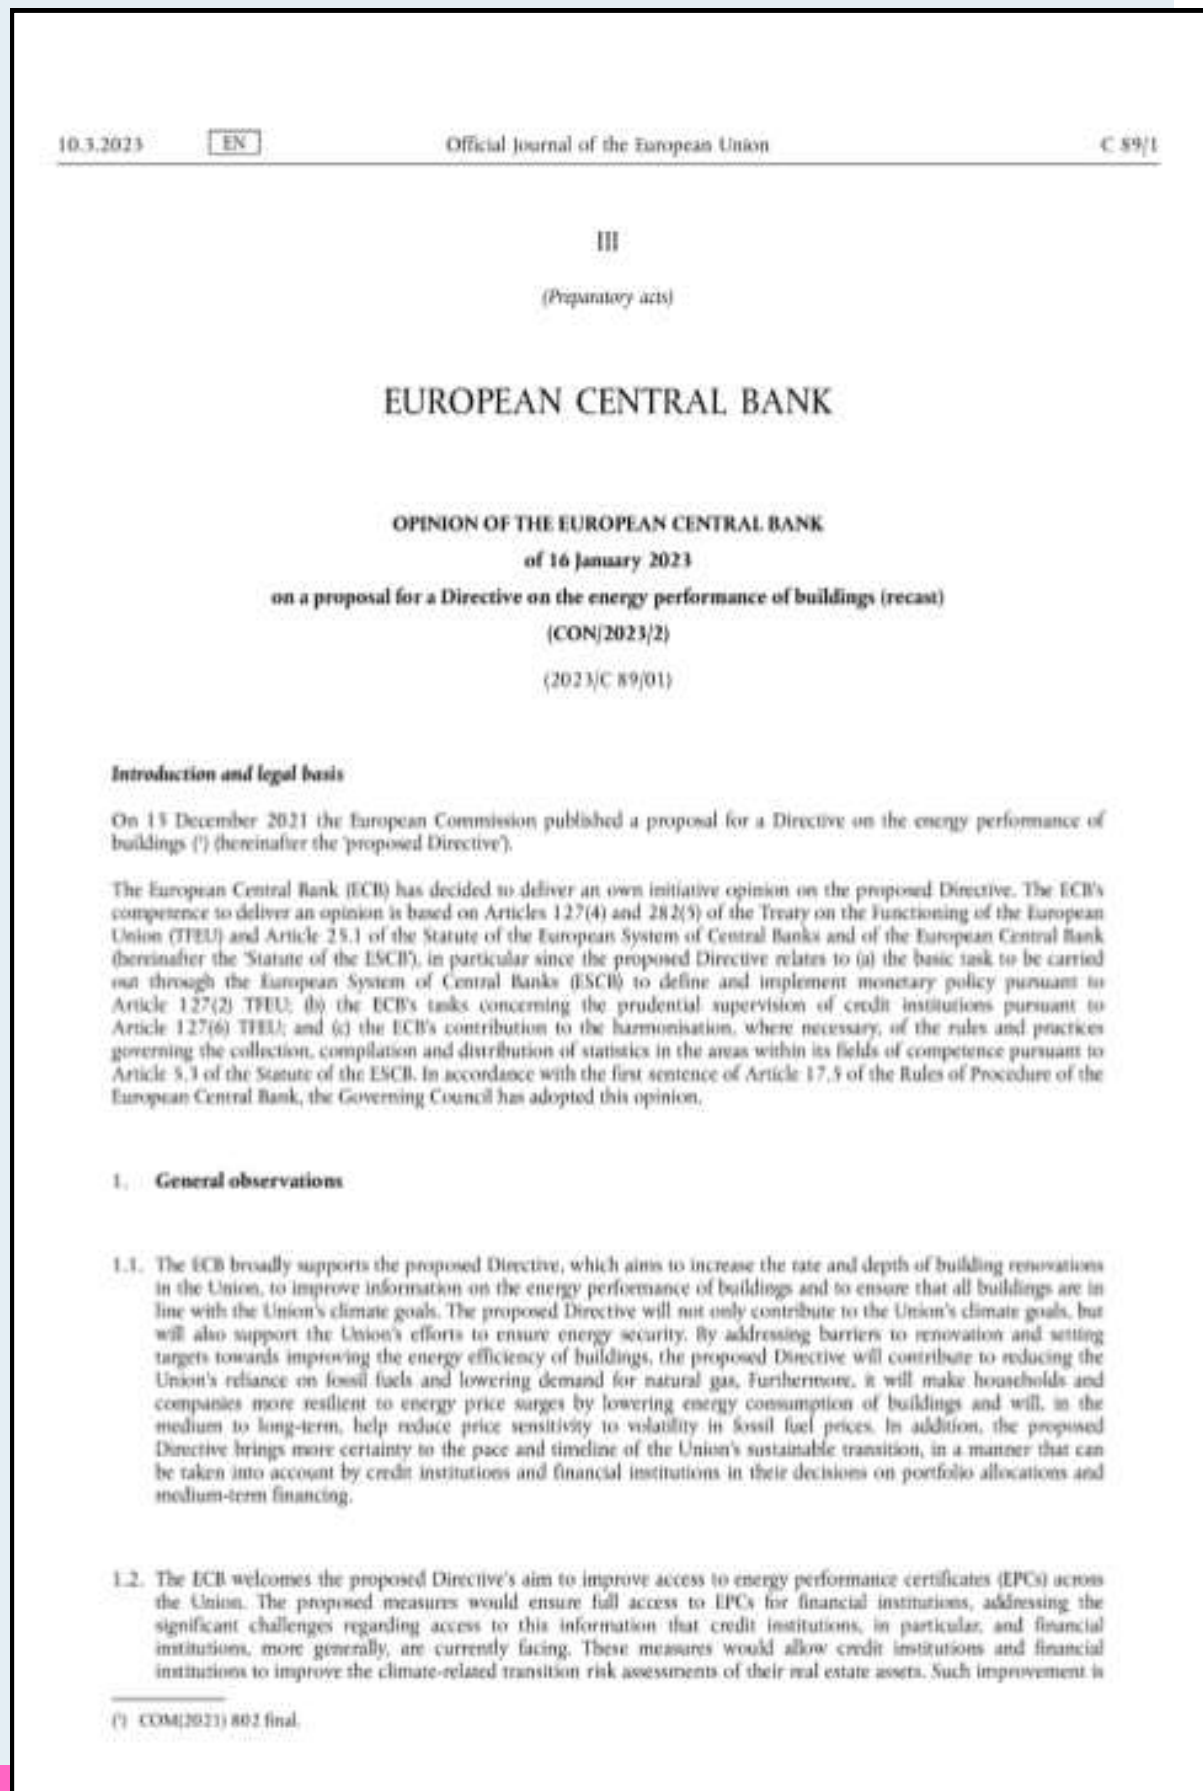 10.3.2023 EN Official Journal of the European Union C 89/1
III
(Preparatory acts)
EUROPEAN CENTRAL BANK
OPINION OF THE EUROPEAN CENTRAL BANK
of 16 January 2023
on a proposal for a Directive on the energy performance of buildings (recast)
(CON/2023/2)
(2023/C 89/01)
Introduction and legal basis
On 15 December 2021 the European Commission published a proposal for a Directive on the energy performance of
buildings (¹) (hereinafter the ‘proposed Directive’).
The European Central Bank (ECB) has decided to deliver an own initiative opinion on the proposed Directive. The ECB’s
competence to deliver an opinion is based on Articles 127(4) and 282(5) of the Treaty on the Functioning of the European
Union (TFEU) and Article 25.1 of the Statute of the European System of Central Banks and of the European Central Bank
(hereinafter the ‘Statute of the ESCB’), in particular since the proposed Directive relates to (a) the basic task to be carried
out through the European System of Central Banks (ESCB) to define and implement monetary policy pursuant to
Article 127(2) TFEU; (b) the ECB’s tasks concerning the prudential supervision of credit institutions pursuant to
Article 127(6) TFEU; and (c) the ECB’s contribution to the harmonisation, where necessary, of the rules and practices
governing the collection, compilation and distribution of statistics in the areas within its fields of competence pursuant to
Article 5.3 of the Statute of the ESCB. In accordance with the first sentence of Article 17.5 of the Rules of Procedure of the
European Central Bank, the Governing Council has adopted this opinion.
1. General observations
1.1. The ECB broadly supports the proposed Directive, which aims to increase the rate and depth of building renovations
in the Union, to improve information on the energy performance of buildings and to ensure that all buildings are in
line with the Union’s climate goals. The proposed Directive will not only contribute to the Union’s climate goals, but
will also support the Union’s efforts to ensure energy security. By addressing barriers to renovation and setting
targets towards improving the energy efficiency of buildings, the proposed Directive will contribute to reducing the
Union’s reliance on fossil fuels and lowering demand for natural gas. Furthermore, it will make households and
companies more resilient to energy price surges by lowering energy consumption of buildings and will, in the
medium to long-term, help reduce price sensitivity to volatility in fossil fuel prices. In addition, the proposed
Directive brings more certainty to the pace and timeline of the Union’s sustainable transition, in a manner that can
be taken into account by credit institutions and financial institutions in their decisions on portfolio allocations and
medium-term financing.
1.2. The ECB welcomes the proposed Directive’s aim to improve access to energy performance certificates (EPCs) across
the Union. The proposed measures would ensure full access to EPCs for financial institutions, addressing the
significant challenges regarding access to this information that credit institutions, in particular, and financial
institutions, more generally, are currently facing. These measures would allow credit institutions and financial
institutions to improve the climate-related transition risk assessments of their real estate assets. Such improvement is
(¹) COM(2021) 802 final.